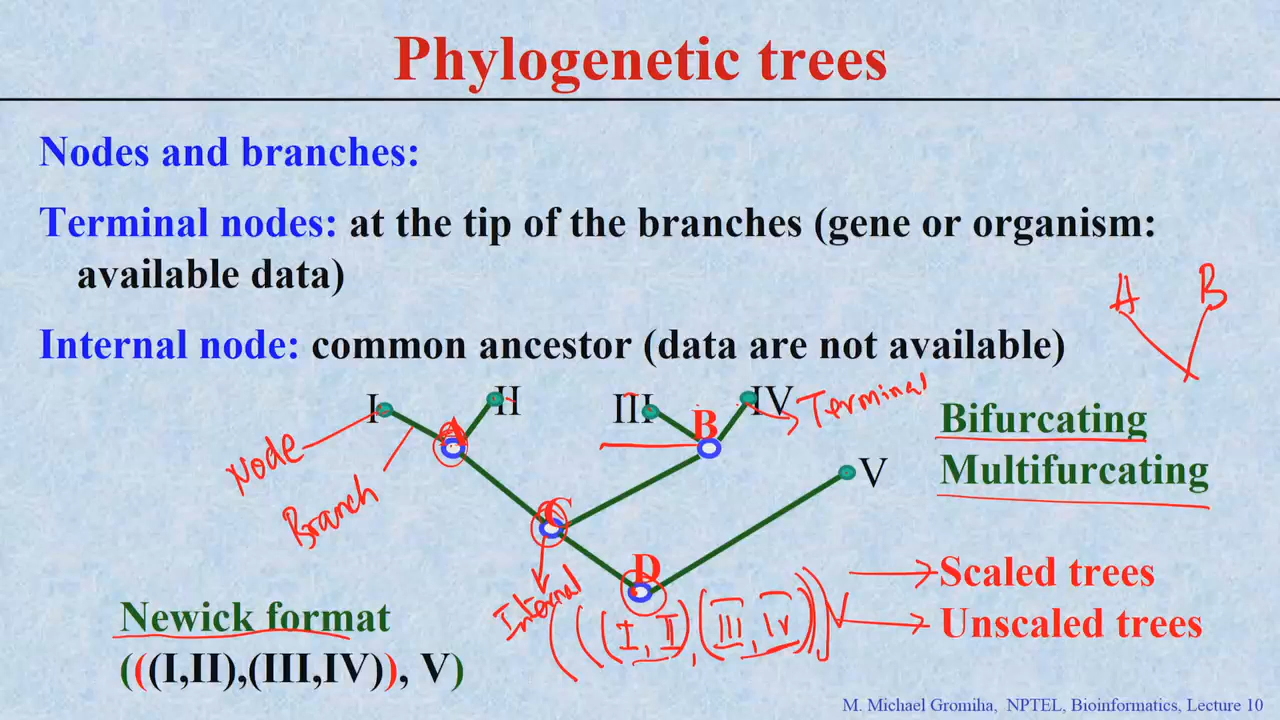 Phylogenetic trees
Nodes and branches:
Terminal nodes: at the tip of the branches (gene or organism:
available data)
A B
Internal node: common ancestor (data are not available)
I II III IV Terminal
A B
Node
Branch
V
Bifurcating
Multifurcating
C
D
Internal
Scaled trees
Unscaled trees
(((I, II), (III, IV)), V
Newick format
(((I,II),(III,IV)), V)
M. Michael Gromiha, NPTEL, Bioinformatics, Lecture 10